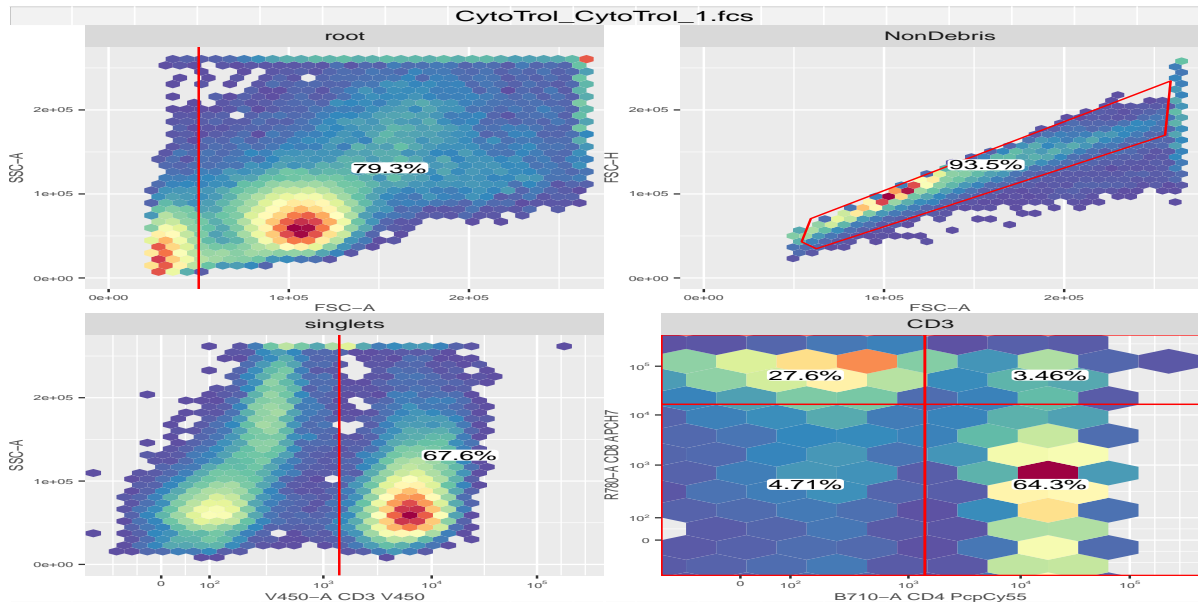 CytoTrol_CytoTrol_1.fcs
root
NonDebris
2e+05
1e+05
0e+00
SSC-A
79.3%
0e+00
1e+05
2e+05
FSC-A
2e+05
1e+05
0e+00
FSC-H
93.5%
0e+00
1e+05
2e+05
FSC-A
singlets
CD3
2e+05
1e+05
0e+00
SSC-A
67.6%
0
10²
10³
10⁴
10⁵
V450-A CD3 V450
10⁵
10⁴
10³
10²
0
R780-A CD8 APCH7
27.6%
3.46%
4.71%
64.3%
0
10²
10³
10⁴
10⁵
B710-A CD4 PcpCy55